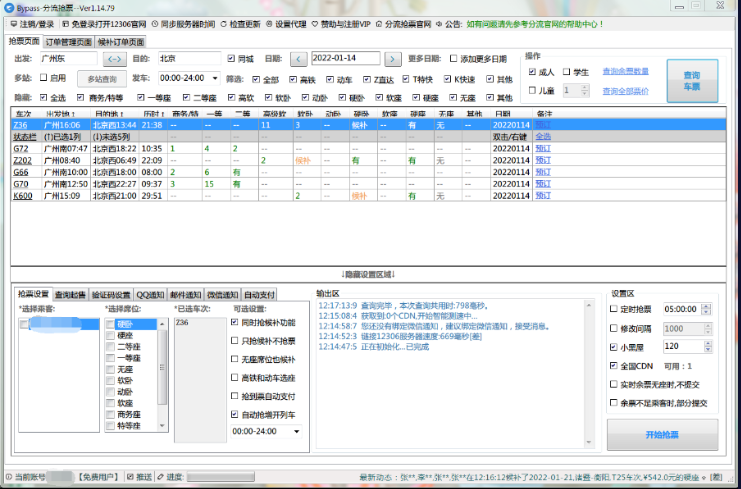 Bypass-分流抢票--Ver1.14.79
注销/登录 免登录打开12306官网 同步服务器时间 检查更新 设置代理 赞助与注册VIP 分流抢票官网 公告: 如有问题请先参考分流官网的帮助中心!
抢票页面 订单管理页面 候补订单页面
出发: 广州东 <--> 目的: 北京 同城 日期: < 2022-01-14 > 更多日期: 添加更多日期
多站: 启用 多站查询 发车: 00:00-24:00 筛选: 全部 高铁 动车 Z直达 T特快 K快速 其他
隐藏: 全选 商务/特等 一等座 二等座 高软 软卧 动卧 硬卧 软座 硬座 无座 其他
操作
成人 学生 查询余票数量
儿童 1 查询全部票价
查询
车票
车次 出发地↑ 目的地↑ 历时↑ 商务/特 一等 二等 高级软 软卧 动卧 硬卧 软座 硬座 无座 其他 日期 备注
Z36 广州16:06 北京西13:44 21:38 -- -- -- 11 3 -- 候补 -- 有 无 -- 20220114 预订
状态栏 (↑)已选1列 (↓)未选5列 -- -- -- -- -- -- -- -- -- -- -- 双击/右键 全选
G72 广州南07:47 北京西18:22 10:35 1 4 2 -- -- -- -- -- -- -- -- 20220114 预订
Z202 广州08:40 北京西06:49 22:09 -- -- -- 2 候补 -- 有 -- 有 无 -- 20220114 预订
G66 广州南10:00 北京西18:00 08:00 2 6 有 -- -- -- -- -- -- -- -- 20220114 预订
G70 广州南12:50 北京西22:27 09:37 3 15 有 -- -- -- -- -- -- -- -- 20220114 预订
K600 广州15:09 北京西21:00 29:51 -- -- -- -- 2 -- 候补 -- 有 无 -- 20220114 预订
↓隐藏设置区域↓
抢票设置 查询起售 验证码设置 QQ通知 邮件通知 微信通知 自动支付
*选择乘客: *选择席位: *已选车次: 可选设置:
硬卧
硬座
二等座
一等座
无座
软卧
动卧
软座
商务座
特等座
Z36
同时抢候补功能
只抢候补不抢票
无座席位也候补
高铁和动车选座
抢到票自动支付
自动抢增开列车
00:00-24:00
输出区
12:17:13:9 查询完毕,本次查询共用时:798毫秒。
12:15:08:4 获取到:0个CDN,开始智能测速中...
12:14:58:7 您还没有绑定微信通知,建议绑定微信通知,接受消息。
12:14:52:3 链接12306服务器速度:669毫秒[差]
12:14:47:5 正在初始化...已完成
设置区
定时抢票 05:00:00
修改间隔 1000
小黑屋 120
全国CDN 可用:1
实时余票无座时,不提交
余票不足乘客时,部分提交
开始抢票
当前账号 【免费用户】 推送 进度: 最新动态: 张**,李**,张**,张**在12:16:12候补了2022-01-21,诸暨-衡阳,T25车次,¥542.0元的硬座 [差]